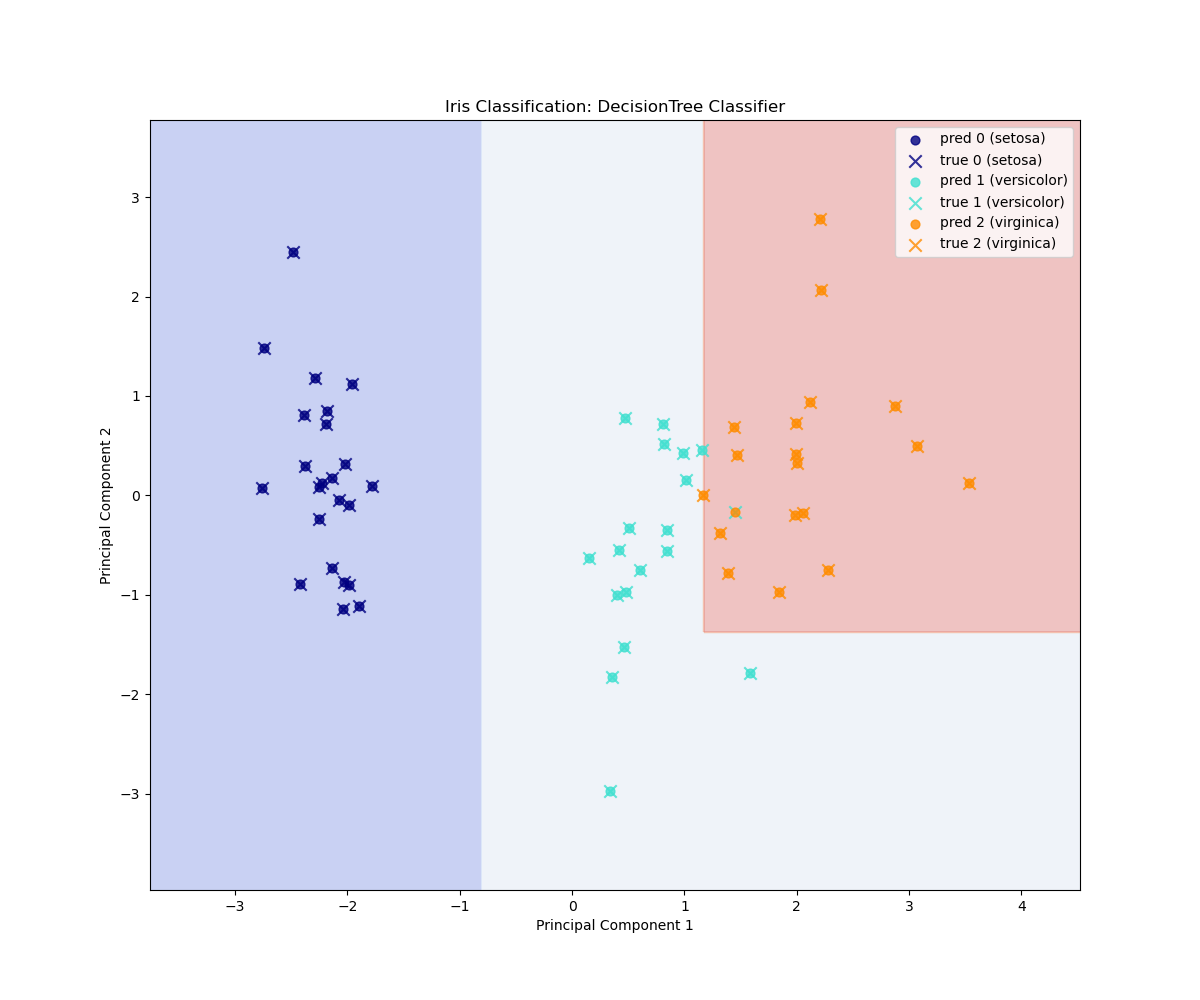 Iris Classification: DecisionTree Classifier
pred 0 (setosa)
true 0 (setosa)
pred 1 (versicolor)
true 1 (versicolor)
pred 2 (virginica)
true 2 (virginica)
3
2
1
0
−1
−2
−3
Principal Component 2
−3
−2
−1
0
1
2
3
4
Principal Component 1